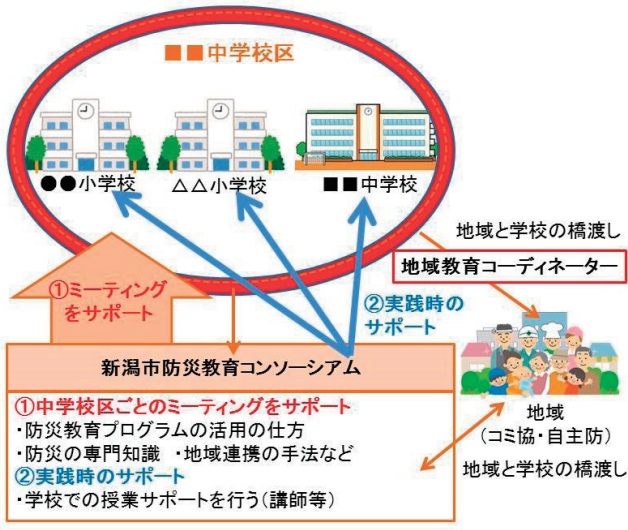 ■■中学校区
●●小学校
△△小学校
■■中学校
地域と学校の橋渡し
地域教育コーディネーター
①ミーティング
をサポート
②実践時の
サポート
新潟市防災教育コンソーシアム
①中学校区ごとのミーティングをサポート
・防災教育プログラムの活用の仕方
・防災の専門知識 ・地域連携の手法など
②実践時のサポート
・学校での授業サポートを行う(講師等)
地域
(コミ協・自主防)
地域と学校の橋渡し